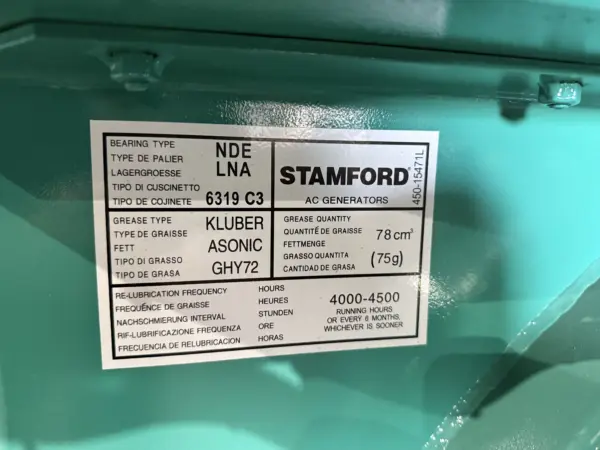 BEARING TYPE
TYPE DE PALIER
LAGERGROESSE
TIPO DI CUSCINETTO
TIPO DE COJINETE
NDE
LNA
6319 C3
STAMFORD
AC GENERATORS
450-15471L
GREASE TYPE
TYPE DE GRAISSE
FETT
TIPO DI GRASSO
TIPO DE GRASA
KLUBER
ASONIC
GHY72
GREASE QUANTITY
QUANTITÉ DE GRAISSE
FETTMENGE
GRASSO QUANTITA
CANTIDAD DE GRASA
78 cm³
(75g)
RE-LUBRICATION FREQUENCY HOURS
FREQUÉNCE DE GRAISSE HEURES
NACHSCHMIERUNG INTERVAL STUNDEN
RIF-LUBRIFICAZIONE FREQUENZA ORE
FRECUENCIA DE RELUBRICACION HORAS
4000-4500
RUNNING HOURS
OR EVERY 6 MONTHS,
WHICHEVER IS SOONER